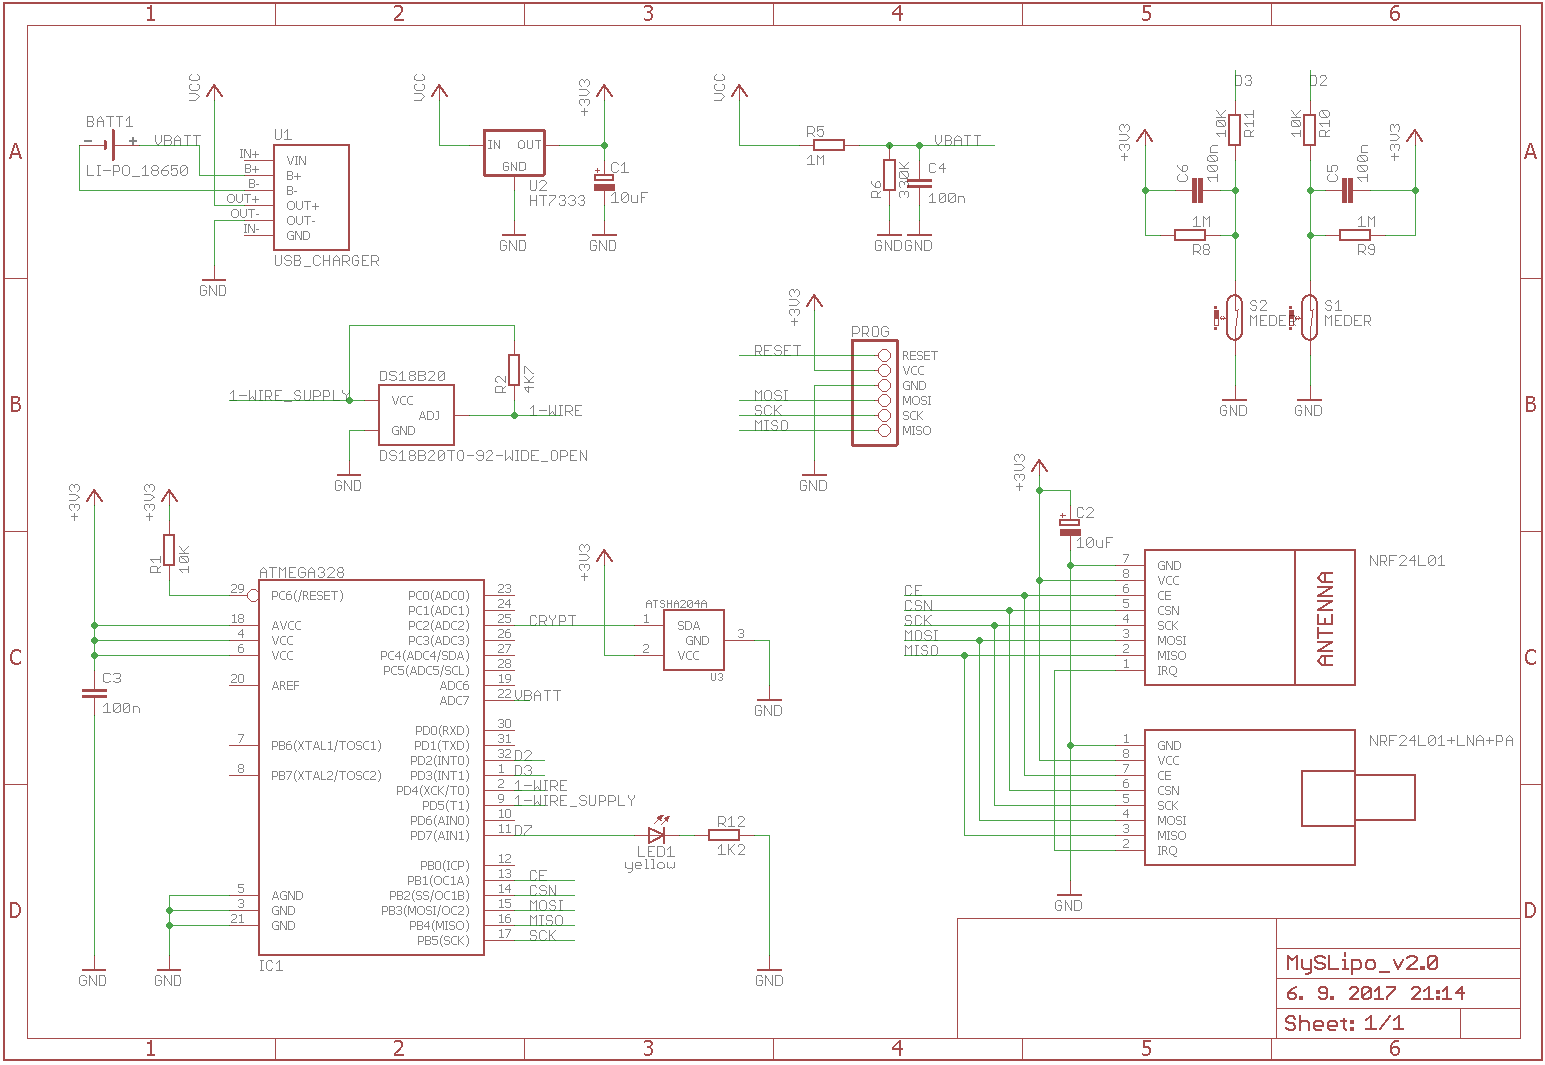 1 2 3 4 5 6
A
BATT1
- +
VBATT
LI-PO_18650
VCC
U1
IN+ VIN
B+ B+
B- B-
OUT+ OUT+
OUT- OUT-
IN- GND
USB_CHARGER
GND
VCC
IN OUT
GND
U2
HT7333
GND
+3V3
+
C1
10uF
GND
VCC
R5
1M
R6
330K
C4
100n
VBATT
GND GND
D3 D2
10K R11
10K R10
+3V3
C6
100n
1M
R8
C5
100n
+3V3
1M
R9
S2
MEDER
S1
MEDER
GND GND
A
B
1-WIRE_SUPPLY
DS18B20
VCC
ADJ
GND
DS18B20TO-92-WIDE_OPEN
R2
4K7
1-WIRE
GND
+3V3
PROG
RESET RESET
VCC
GND
MOSI MOSI
SCK SCK
MISO MISO
GND
B
C
+3V3
+3V3
R1
10K
C3
100n
GND
ATMEGA328
29 PC6(/RESET)
18 AVCC
4 VCC
6 VCC
20 AREF
7 PB6(XTAL1/TOSC1)
8 PB7(XTAL2/TOSC2)
5 AGND
3 GND
21 GND
GND
IC1
PC0(ADC0) 23
PC1(ADC1) 24
PC2(ADC2) 25 CRYPT
PC3(ADC3) 26
PC4(ADC4/SDA) 27
PC5(ADC5/SCL) 28
ADC6 19
ADC7 22 VBATT
PD0(RXD) 30
PD1(TXD) 31
PD2(INT0) 32 D2
PD3(INT1) 1 D3
PD4(XCK/T0) 2 1-WIRE
PD5(T1) 9 1-WIRE_SUPPLY
PD6(AIN0) 10
PD7(AIN1) 11 D7
PB0(ICP) 12
PB1(OC1A) 13 CE
PB2(SS/OC1B) 14 CSN
PB3(MOSI/OC2) 15 MOSI
PB4(MISO) 16 MISO
PB5(SCK) 17 SCK
+3V3
ATSHA204A
1 SDA
GND 3
2 VCC
U3
GND
LED1
yellow
R12
1K2
GND
+3V3
+
C2
10uF
CE
CSN
SCK
MOSI
MISO
NRF24L01
7 GND
8 VCC
6 CE
5 CSN
4 SCK
3 MOSI
2 MISO
1 IRQ
ANTENNA
NRF24L01+LNA+PA
1 GND
8 VCC
7 CE
6 CSN
5 SCK
4 MOSI
3 MISO
2 IRQ
GND
C
D
D
MySLipo_v2.0
6. 9. 2017 21:14
Sheet: 1/1
1 2 3 4 5 6